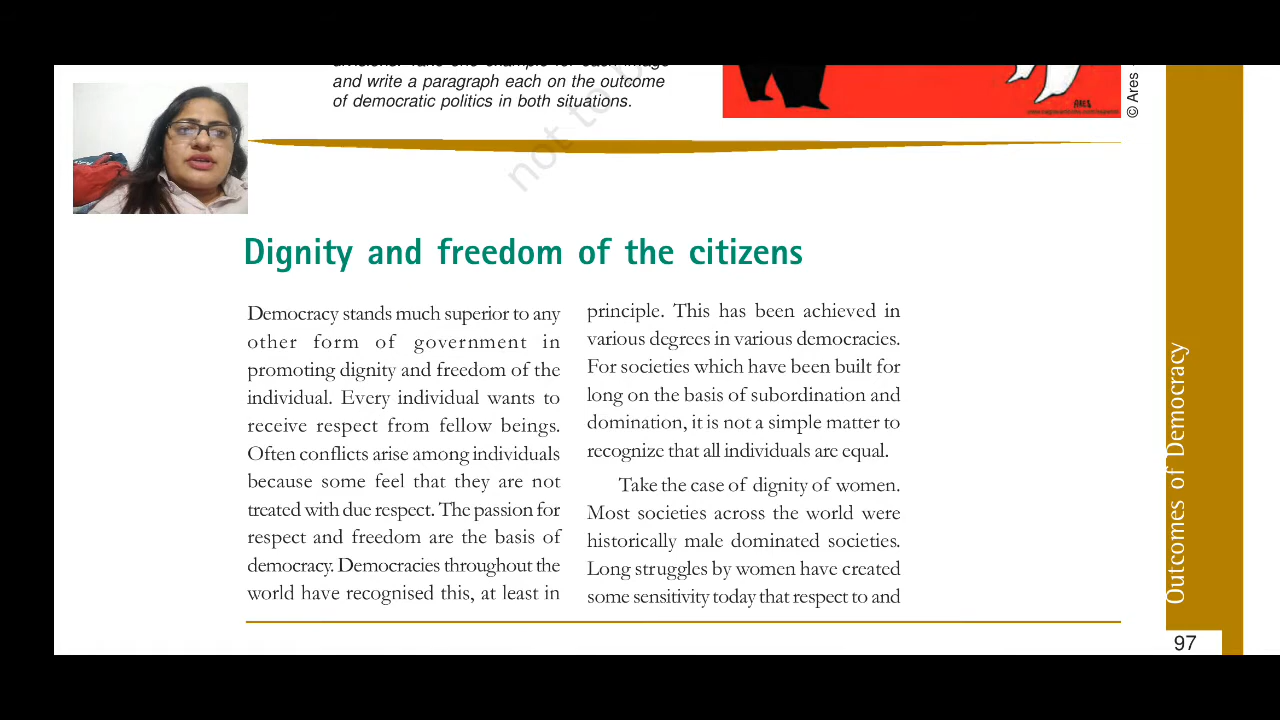 and write a paragraph each on the outcome
of democratic politics in both situations.
not to
© Ares
ARES
Dignity and freedom of the citizens
Democracy stands much superior to any
other form of government in
promoting dignity and freedom of the
individual. Every individual wants to
receive respect from fellow beings.
Often conflicts arise among individuals
because some feel that they are not
treated with due respect. The passion for
respect and freedom are the basis of
democracy. Democracies throughout the
world have recognised this, at least in
principle. This has been achieved in
various degrees in various democracies.
For societies which have been built for
long on the basis of subordination and
domination, it is not a simple matter to
recognize that all individuals are equal.
Take the case of dignity of women.
Most societies across the world were
historically male dominated societies.
Long struggles by women have created
some sensitivity today that respect to and
Outcomes of Democracy
97